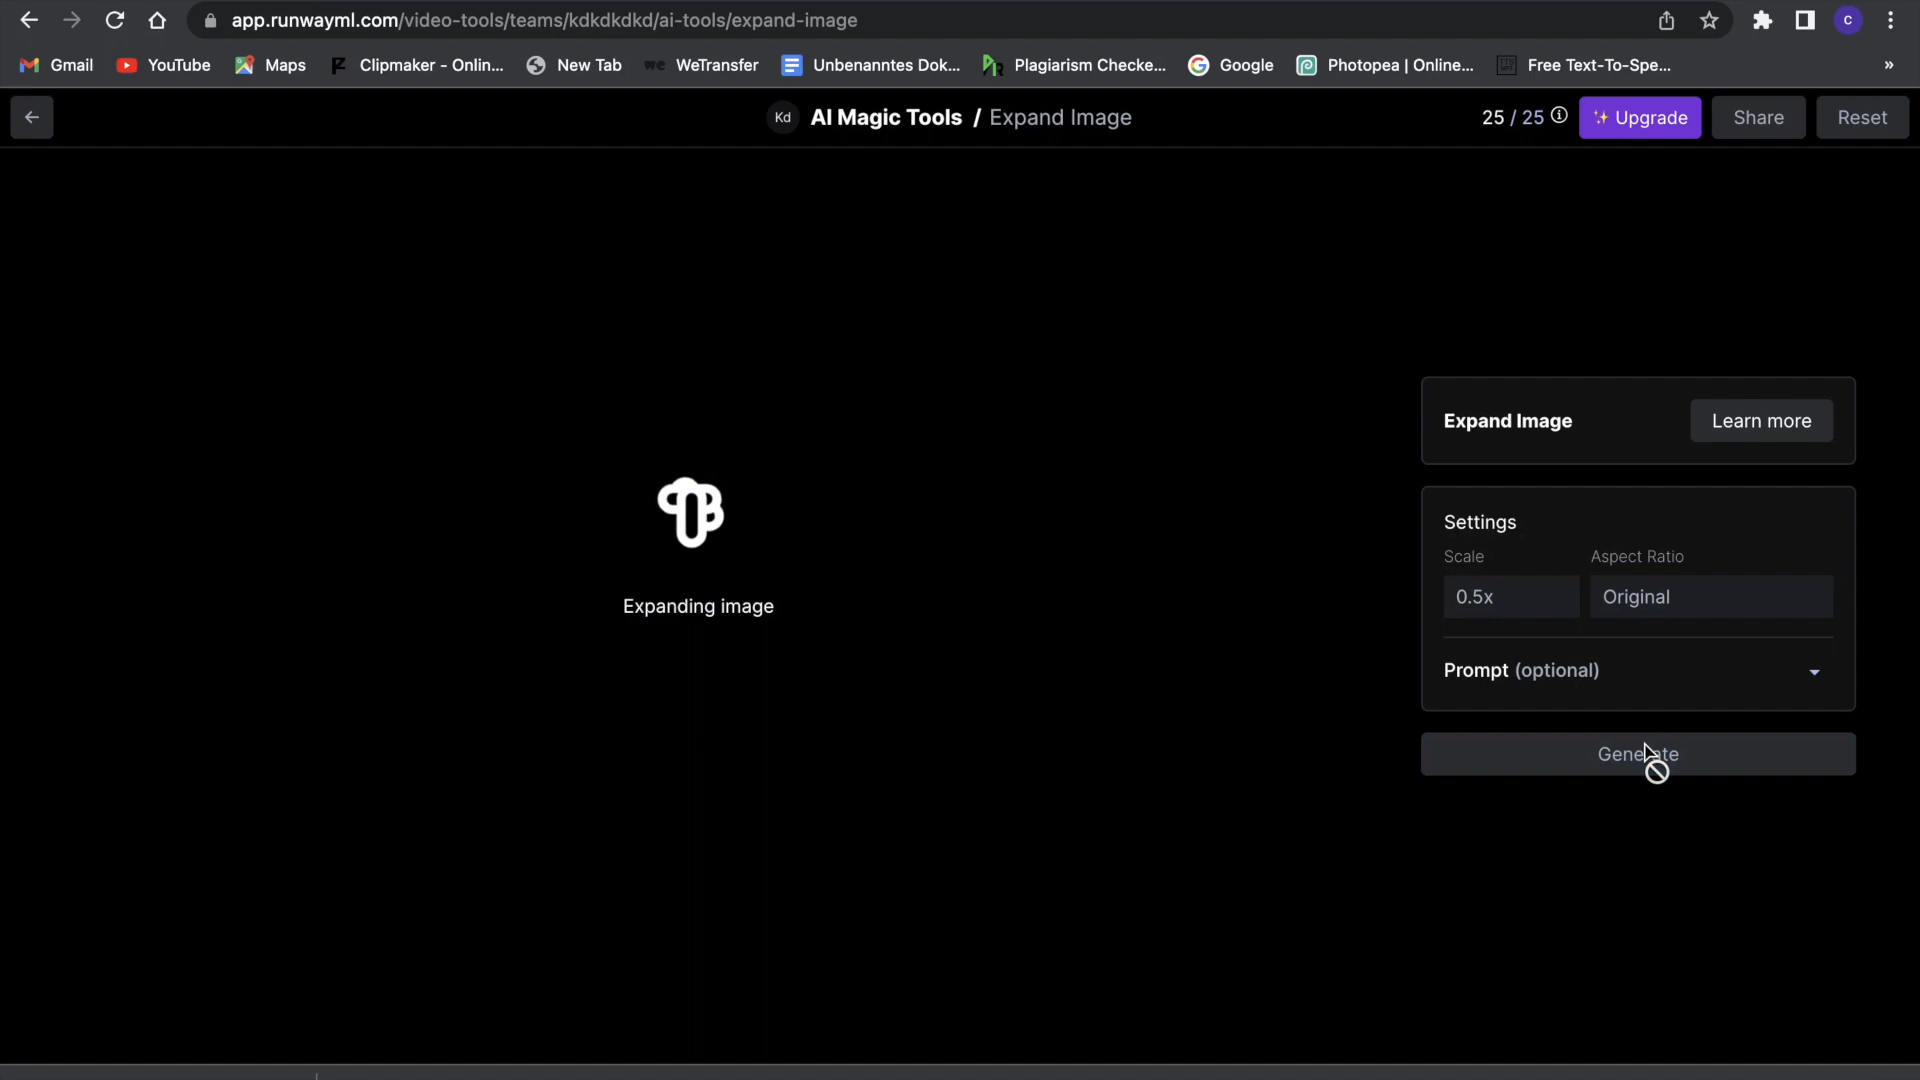 app.runwayml.com/video-tools/teams/kdkdkdkd/ai-tools/expand-image
C
Gmail YouTube Maps Clipmaker - Onlin... New Tab we WeTransfer Unbenanntes Dok... Plagiarism Checke... Google Photopea | Online... Free Text-To-Spe... »
Kd AI Magic Tools / Expand Image 25 / 25 Upgrade Share Reset
Expand Image Learn more
Settings
Scale Aspect Ratio
0.5x Original
Expanding image
Prompt (optional)
Generate